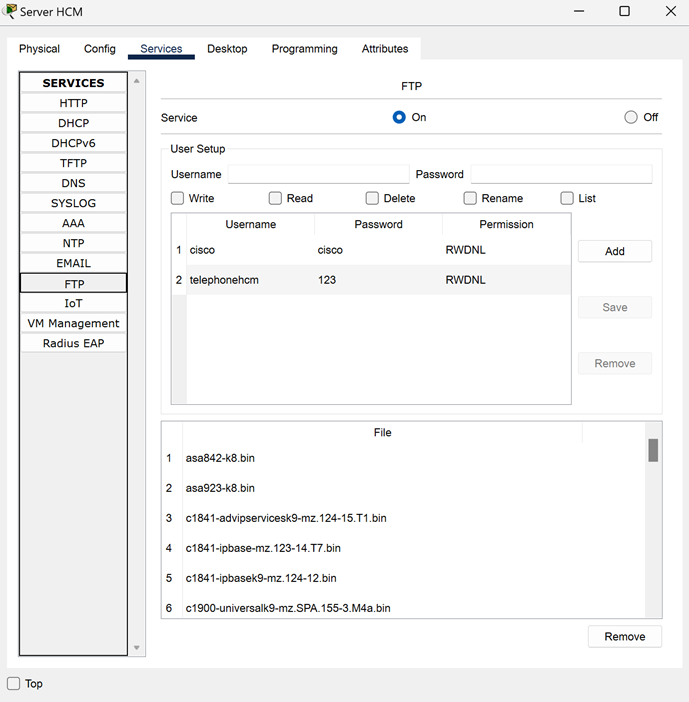 Server HCM
Physical Config Services Desktop Programming Attributes
SERVICES
HTTP
DHCP
DHCPv6
TFTP
DNS
SYSLOG
AAA
NTP
EMAIL
FTP
IoT
VM Management
Radius EAP
FTP
Service On Off
User Setup
Username Password
Write Read Delete Rename List
Username Password Permission
1 cisco cisco RWDNL
2 telephonehcm 123 RWDNL
Add
Save
Remove
File
1 asa842-k8.bin
2 asa923-k8.bin
3 c1841-advipservicesk9-mz.124-15.T1.bin
4 c1841-ipbase-mz.123-14.T7.bin
5 c1841-ipbasek9-mz.124-12.bin
6 c1900-universalk9-mz.SPA.155-3.M4a.bin
Remove
Top